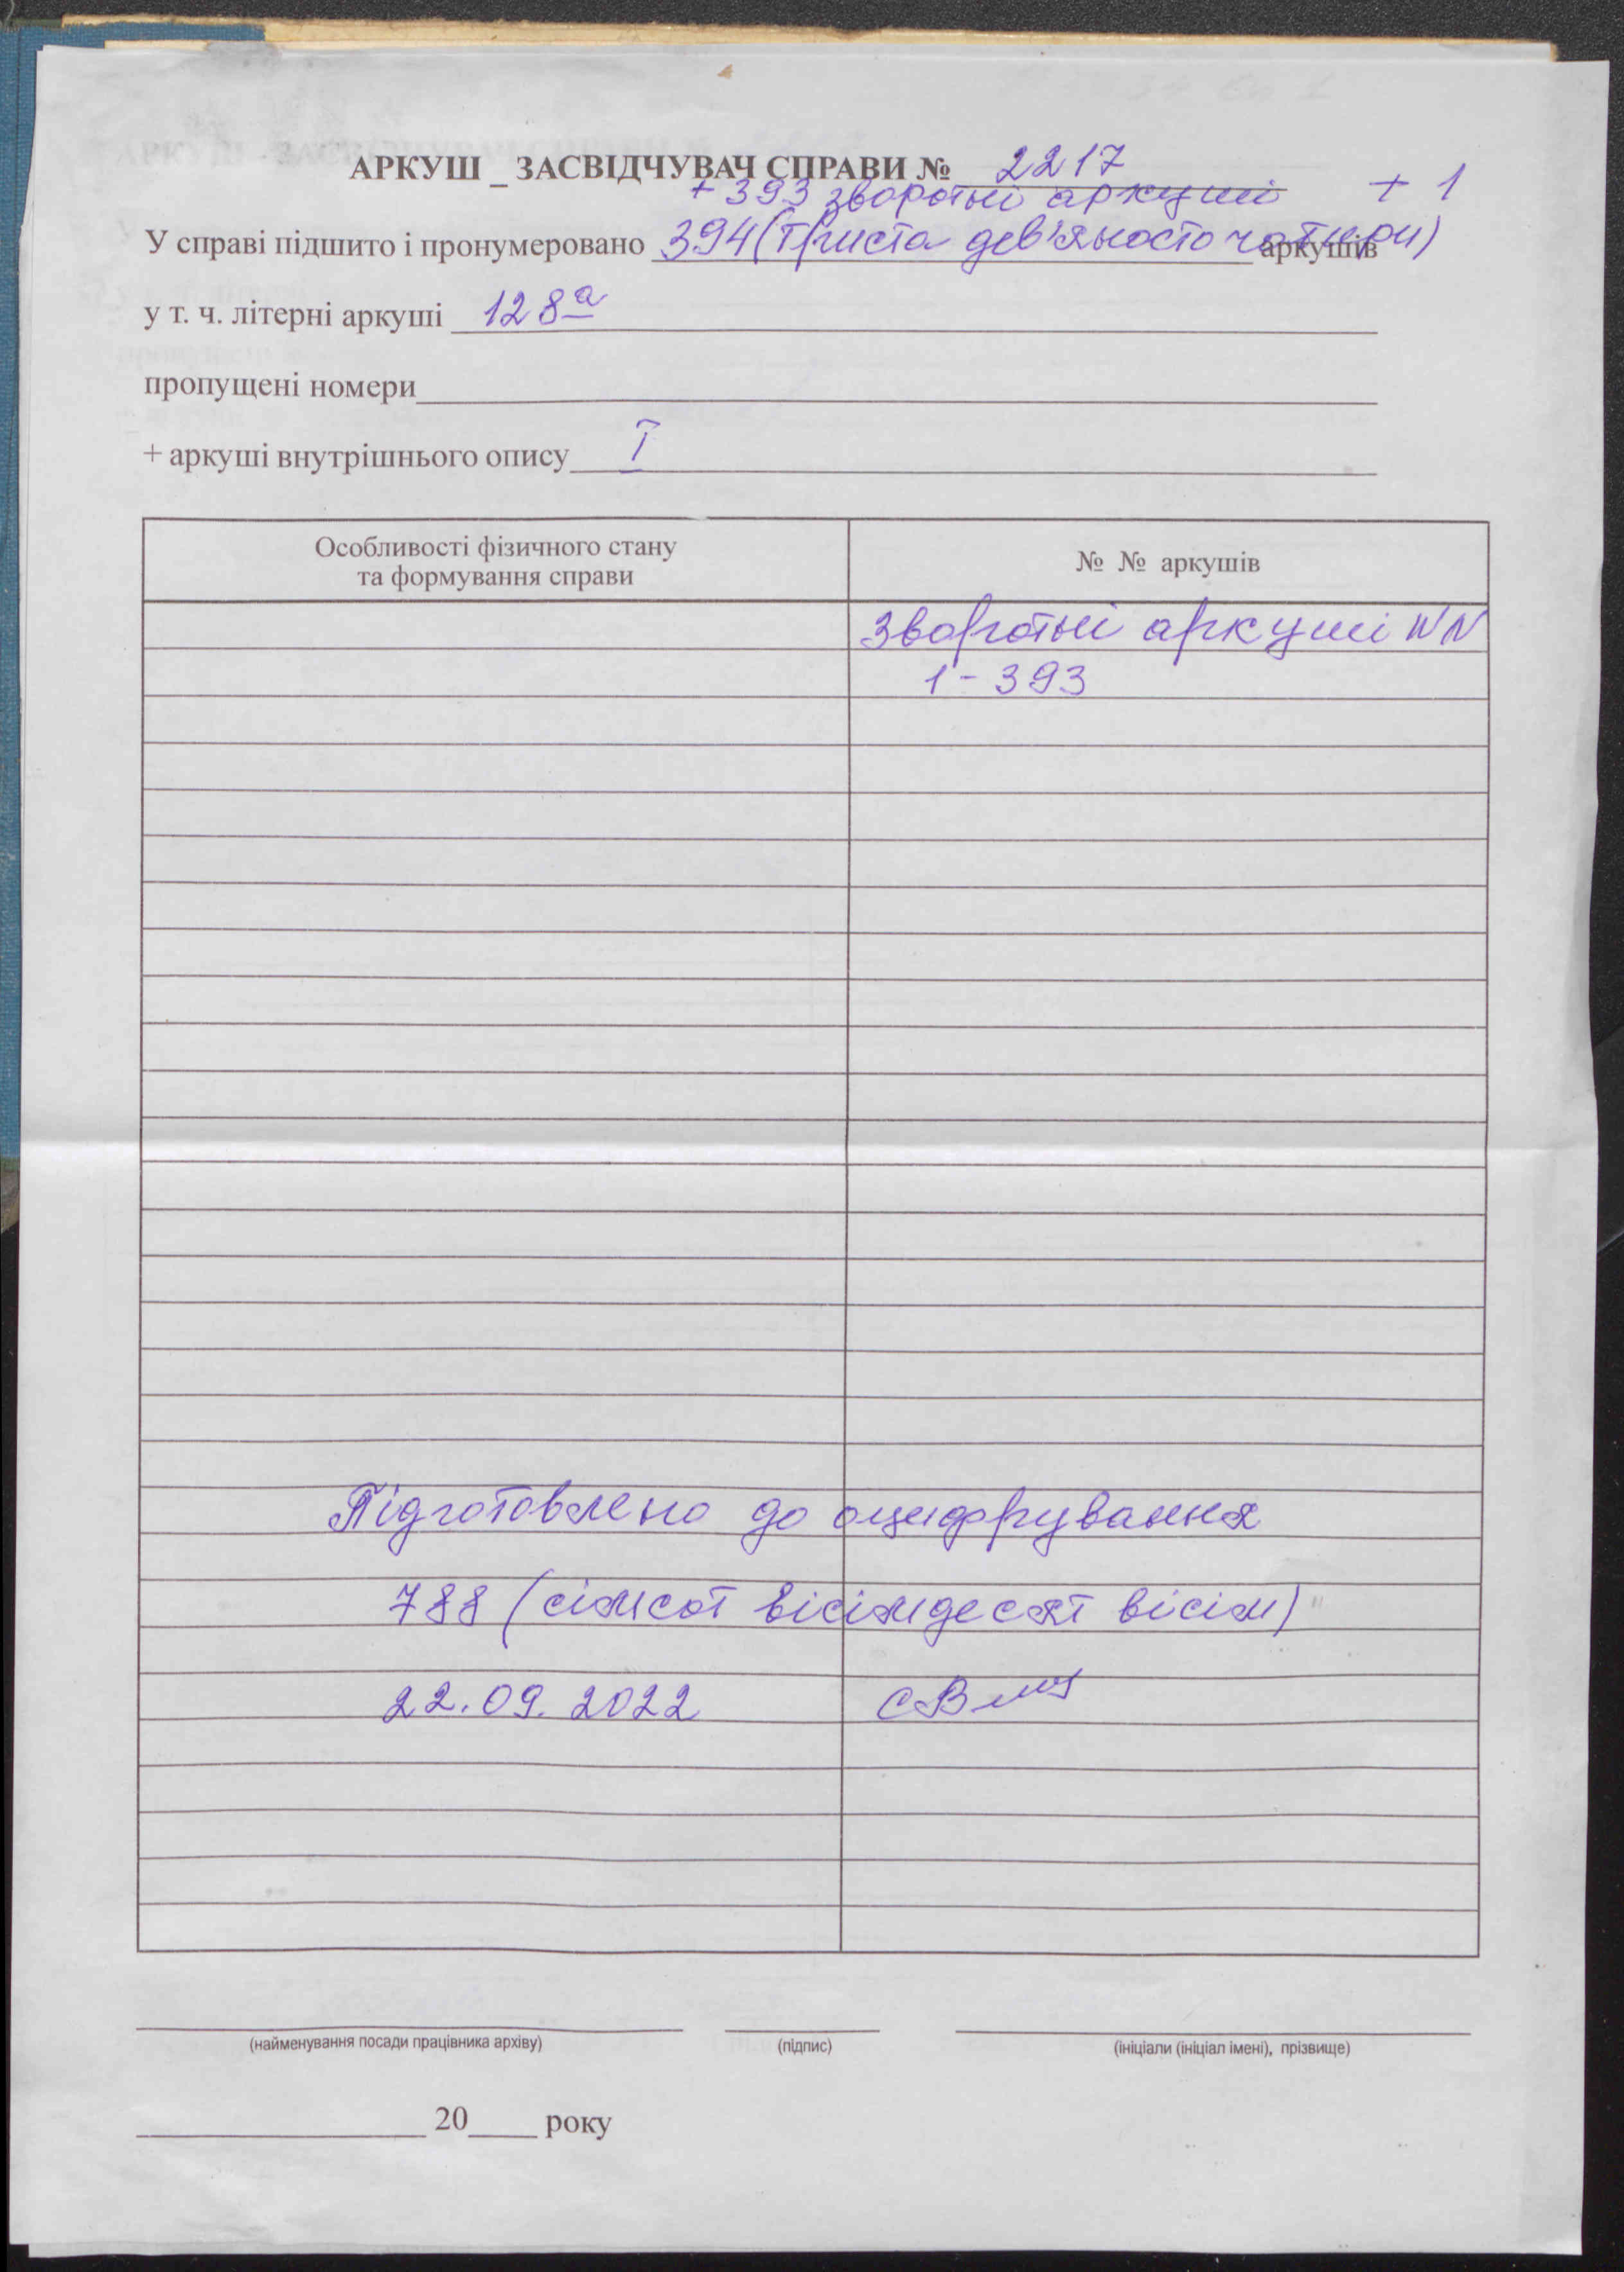 АРКУШ _ ЗАСВІДЧУВАЧ СПРАВИ № 2217
+ 393 зворотні аркуші + 1
У справі підшито і пронумеровано 394 (триста дев'яносто чотири) аркушів
у т. ч. літерні аркуші 128а
пропущені номери
+ аркуші внутрішнього опису I
Особливості фізичного стану
та формування справи
№ № аркушів
Зворотні аркуші NN
1 - 393
Підготовлено до оцифрування
788 (сімсот вісімдесят вісім)
22.09.2022
(найменування посади працівника архіву) (підпис) (ініціали (ініціал імені), прізвище)
20 року